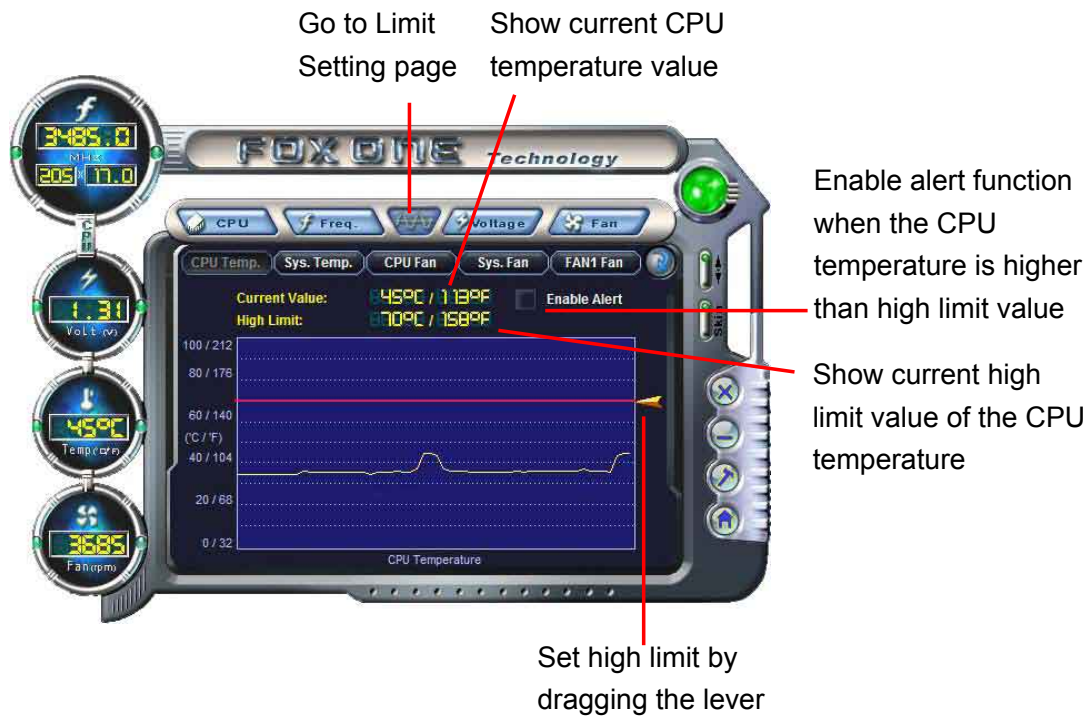 Go to Limit
Setting page
Show current CPU
temperature value
3485.0
MHz
205 x 17.0
CPU
FOX ONE Technology
CPU
Freq.
Voltage
Fan
CPU Temp.
Sys. Temp.
CPU Fan
Sys. Fan
FAN1 Fan
Current Value: 45ºC / 113ºF
Enable Alert
High Limit: 70ºC / 158ºF
Skin
1.31
Volt (V)
45ºC
Temp(℃/℉)
3685
Fan(rpm)
100 / 212
80 / 176
60 / 140
(°C / °F)
40 / 104
20 / 68
0 / 32
CPU Temperature
Enable alert function
when the CPU
temperature is higher
than high limit value
Show current high
limit value of the CPU
temperature
Set high limit by
dragging the lever